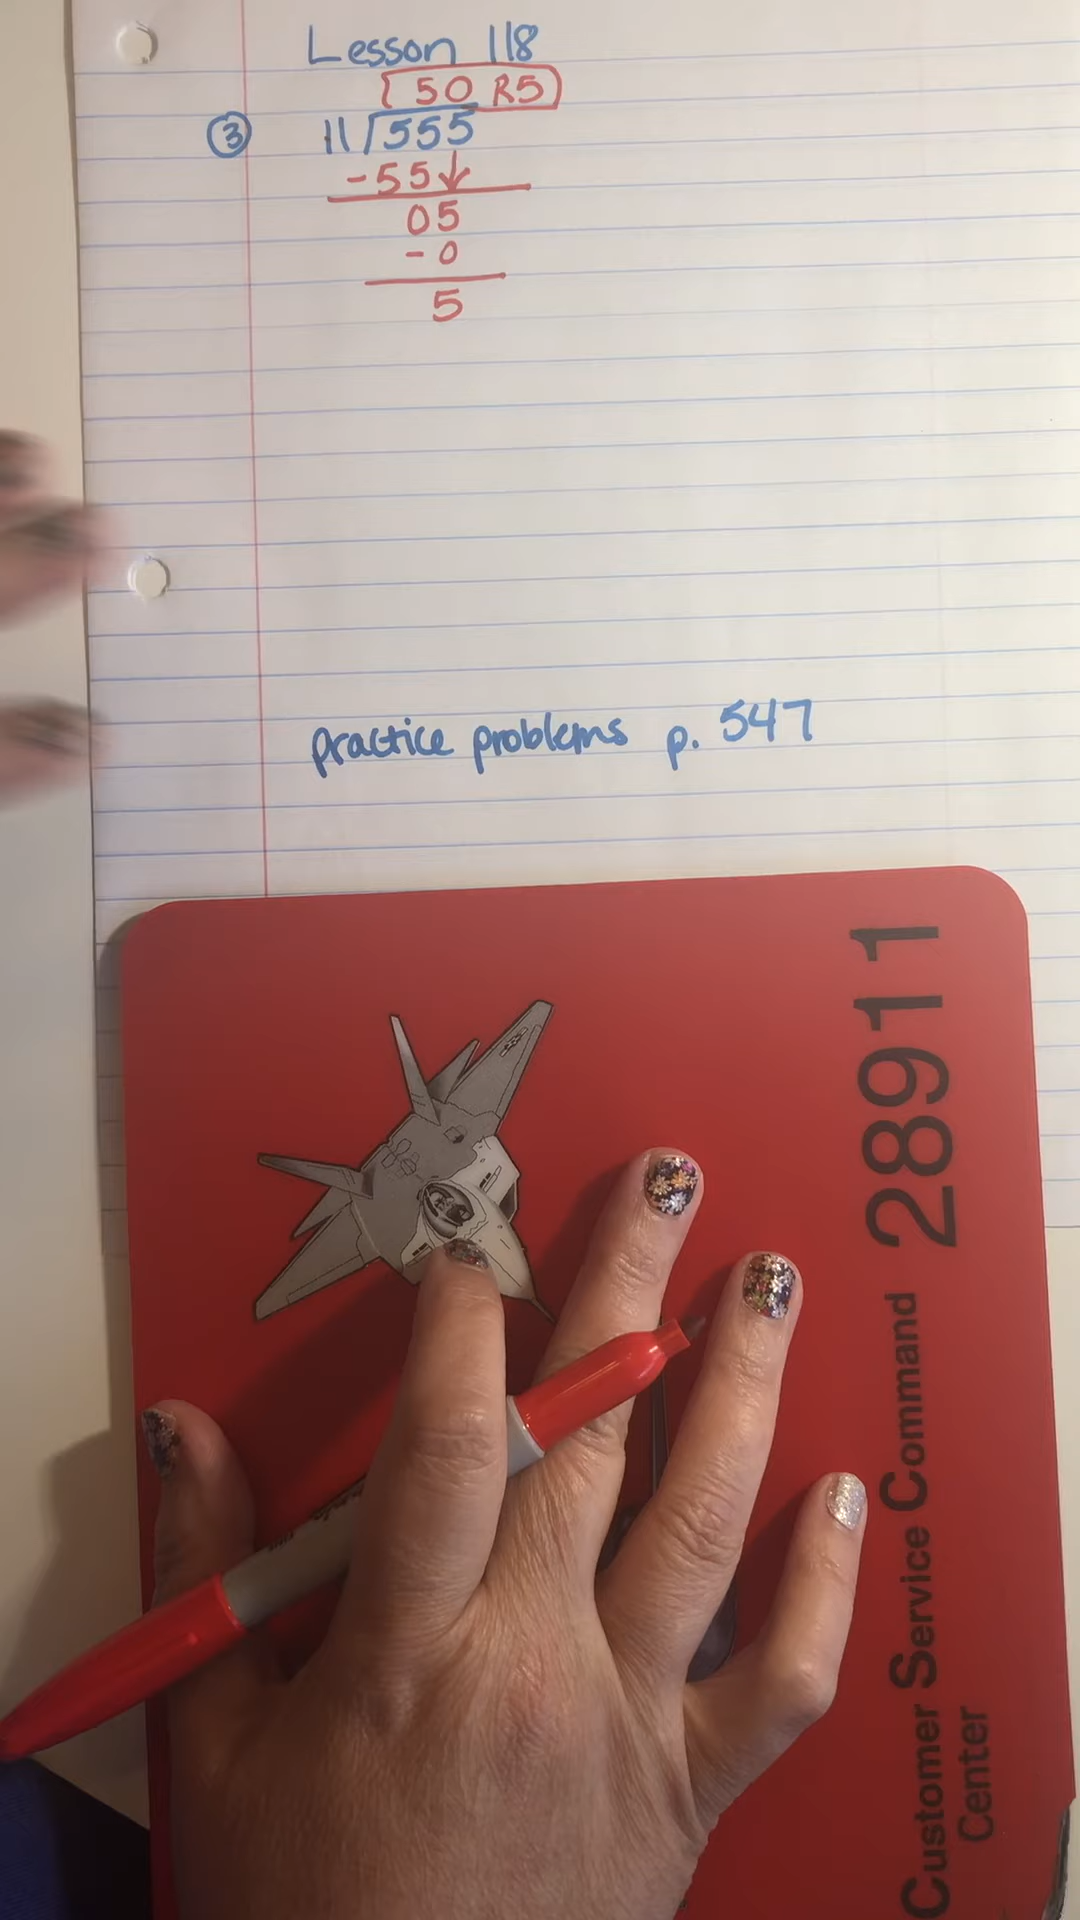 Lesson 118
50 R5
③ 11)555
-55↓
05
-0
5
practice problems p. 547
28911
Customer Service Command
Center